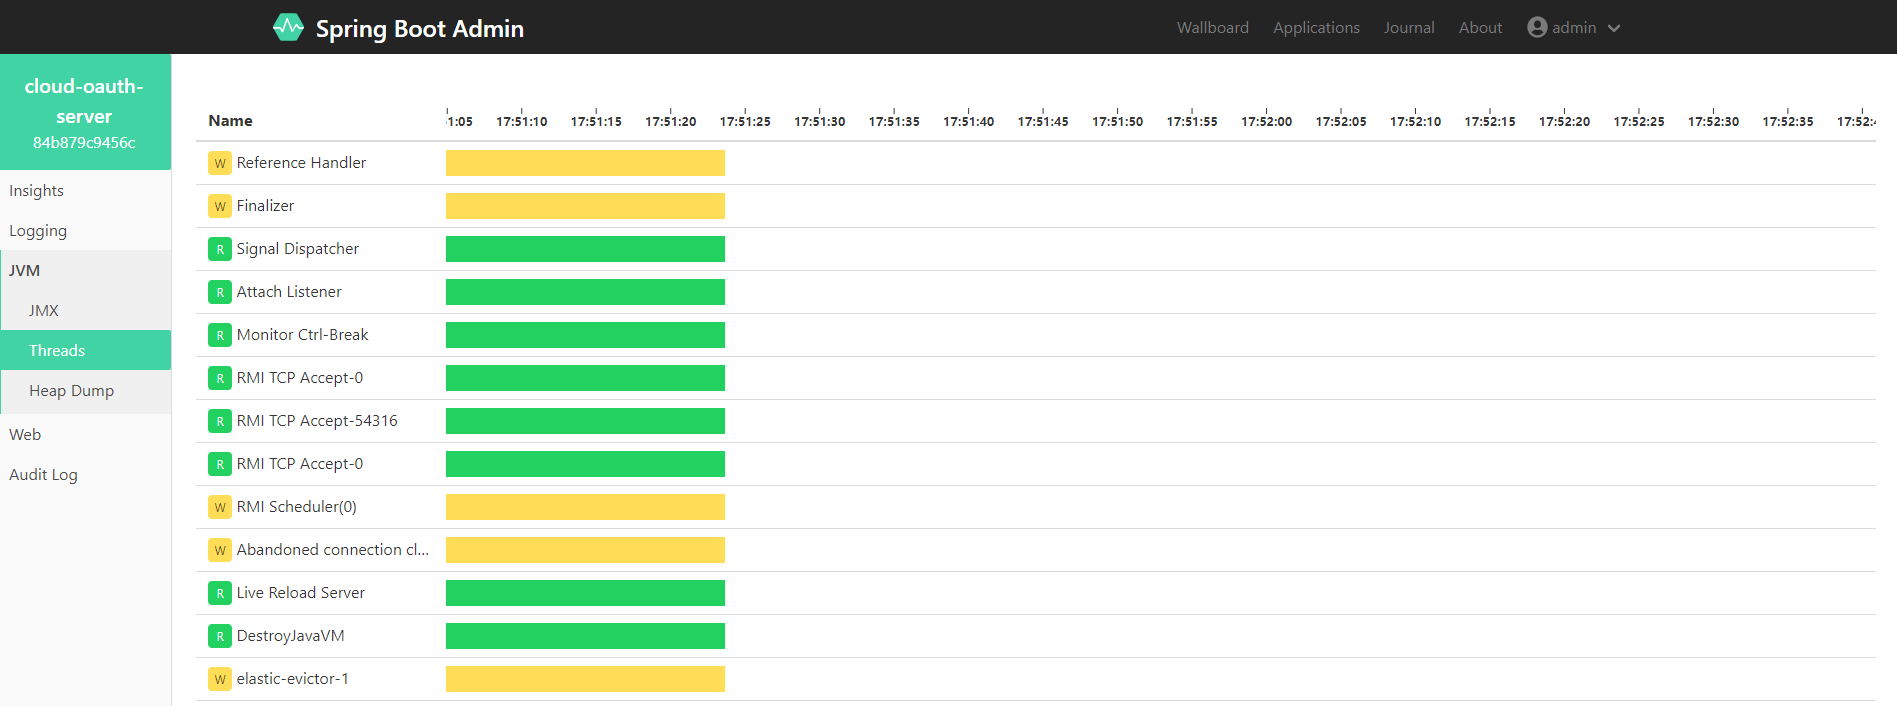 Spring Boot Admin
Wallboard Applications Journal About admin
cloud-oauth-
server
84b879c9456c
Insights
Logging
JVM
JMX
Threads
Heap Dump
Web
Audit Log
Name :1:05 17:51:10 17:51:15 17:51:20 17:51:25 17:51:30 17:51:35 17:51:40 17:51:45 17:51:50 17:51:55 17:52:00 17:52:05 17:52:10 17:52:15 17:52:20 17:52:25 17:52:30 17:52:35 17:52:4
W Reference Handler
W Finalizer
R Signal Dispatcher
R Attach Listener
R Monitor Ctrl-Break
R RMI TCP Accept-0
R RMI TCP Accept-54316
R RMI TCP Accept-0
W RMI Scheduler(0)
W Abandoned connection cl...
R Live Reload Server
R DestroyJavaVM
W elastic-evictor-1